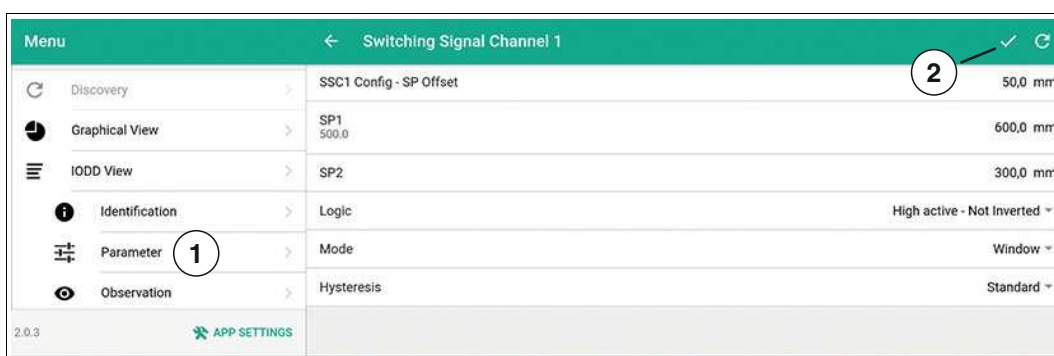 Menu
Switching Signal Channel 1
2
Discovery
Graphical View
IODD View
Identification
Parameter
1
Observation
2.0.3
APP SETTINGS
SSC1 Config - SP Offset
50,0 mm
SP1
500.0
600,0 mm
SP2
300,0 mm
Logic
High active - Not Inverted
Mode
Window
Hysteresis
Standard